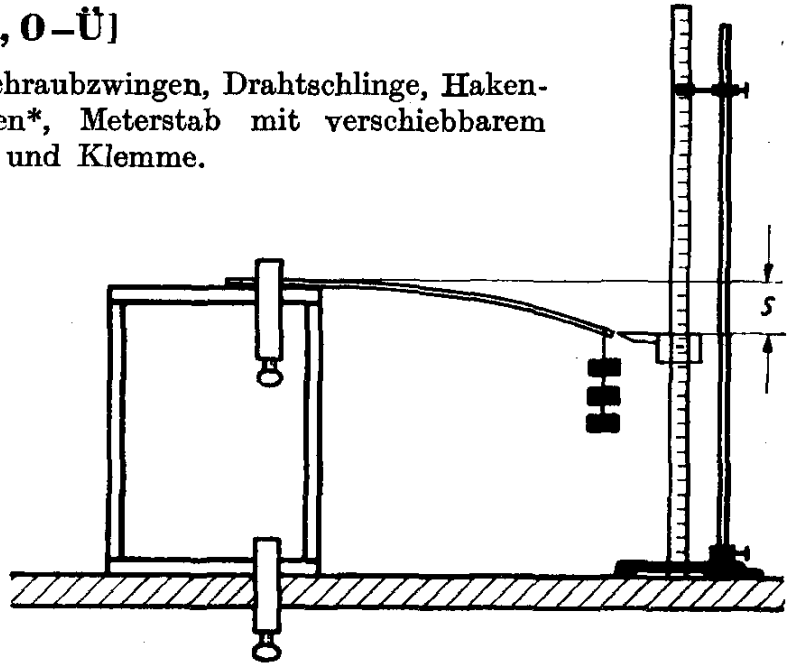 , O–Ü]
chraubzwingen, Drahtschlinge, Haken-
en*, Meterstab mit verschiebbarem
und Klemme.
s